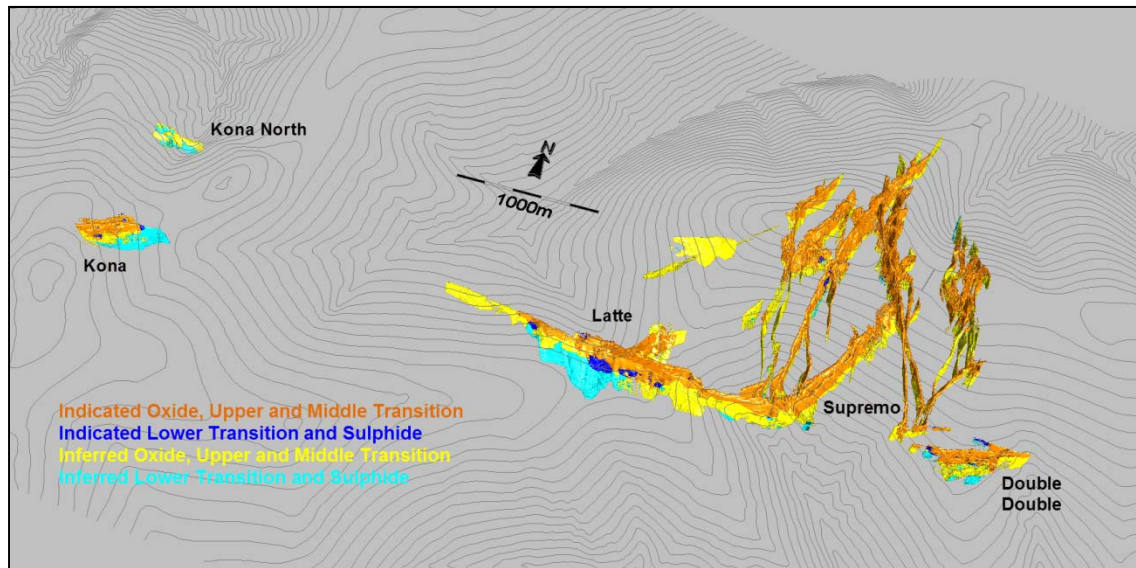 Kona North
N
1000m
Kona
Latte
Supremo
Indicated Oxide, Upper and Middle Transition
Indicated Lower Transition and Sulphide
Inferred Oxide, Upper and Middle Transition
Inferred Lower Transition and Sulphide
Double
Double